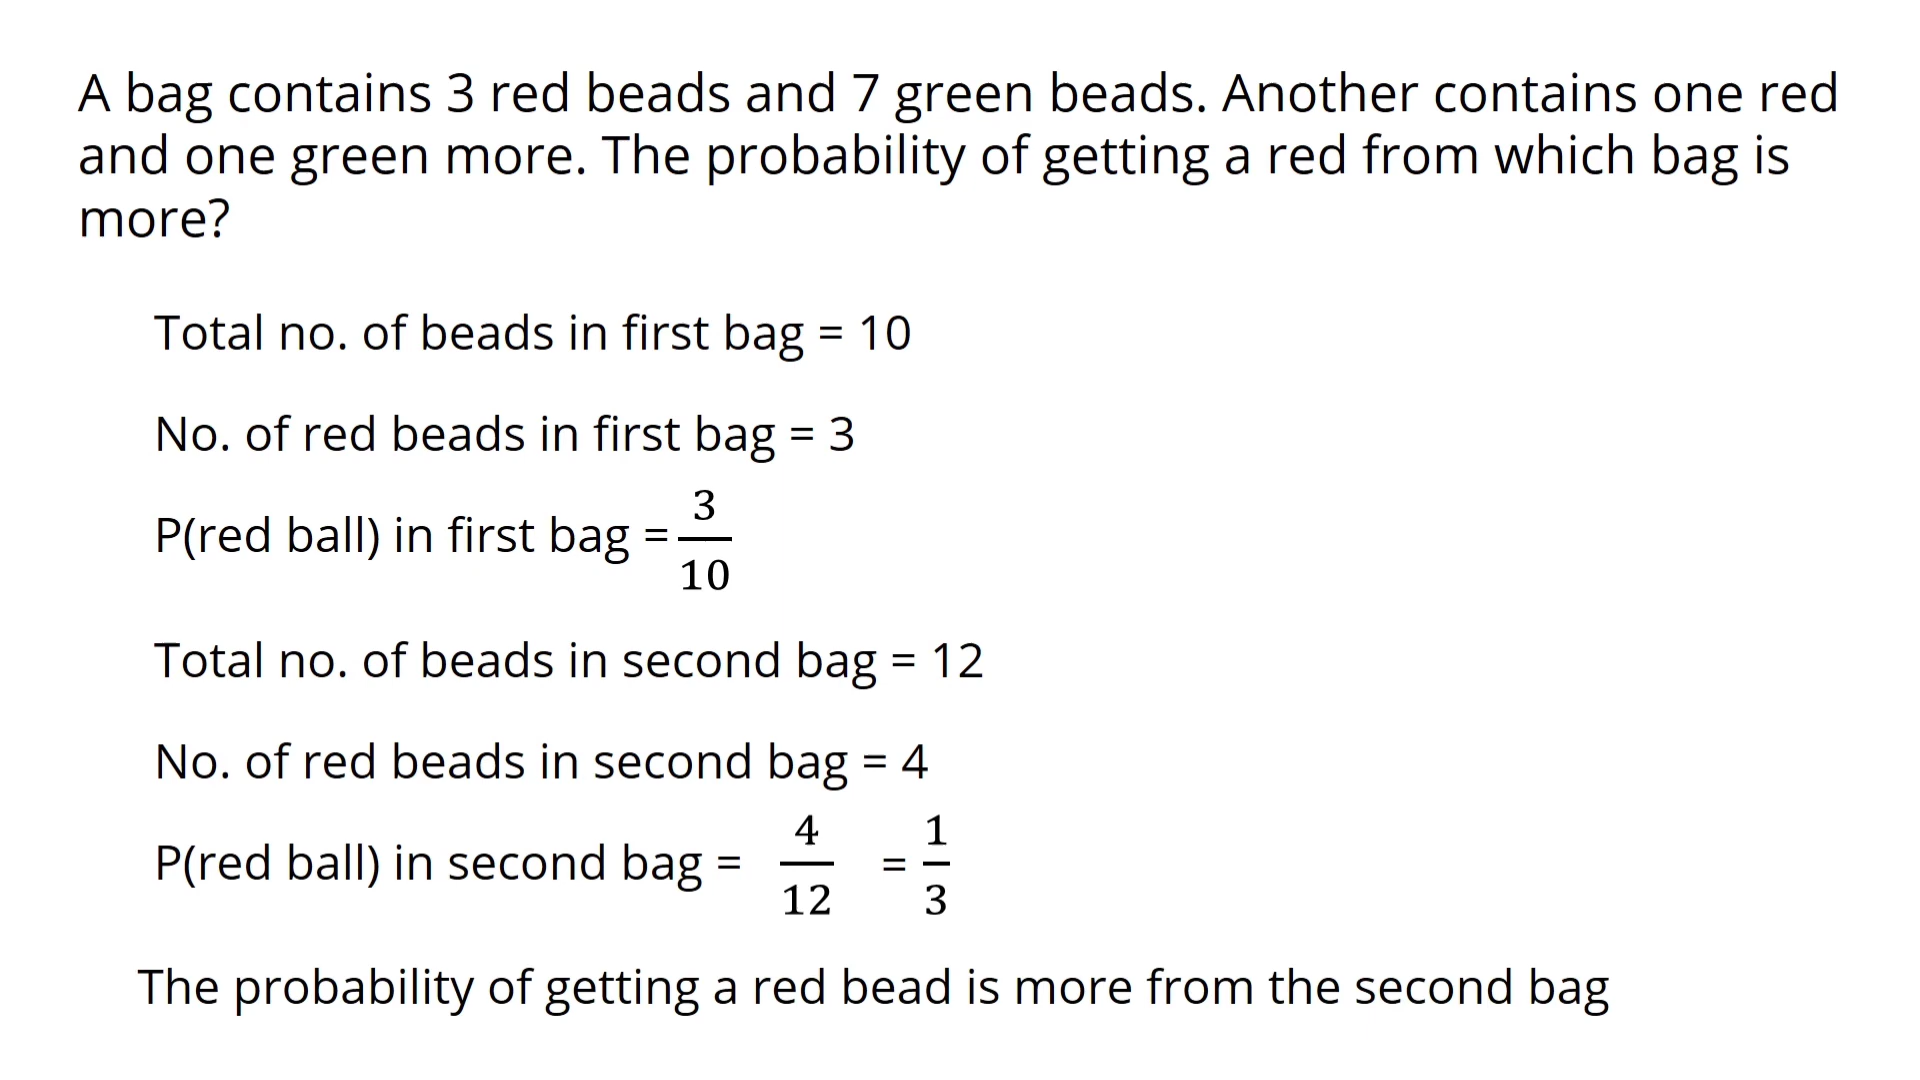 A bag contains 3 red beads and 7 green beads. Another contains one red
and one green more. The probability of getting a red from which bag is
more?
Total no. of beads in first bag = 10
No. of red beads in first bag = 3
P(red ball) in first bag = 3/10
Total no. of beads in second bag = 12
No. of red beads in second bag = 4
P(red ball) in second bag = 4/12 = 1/3
The probability of getting a red bead is more from the second bag